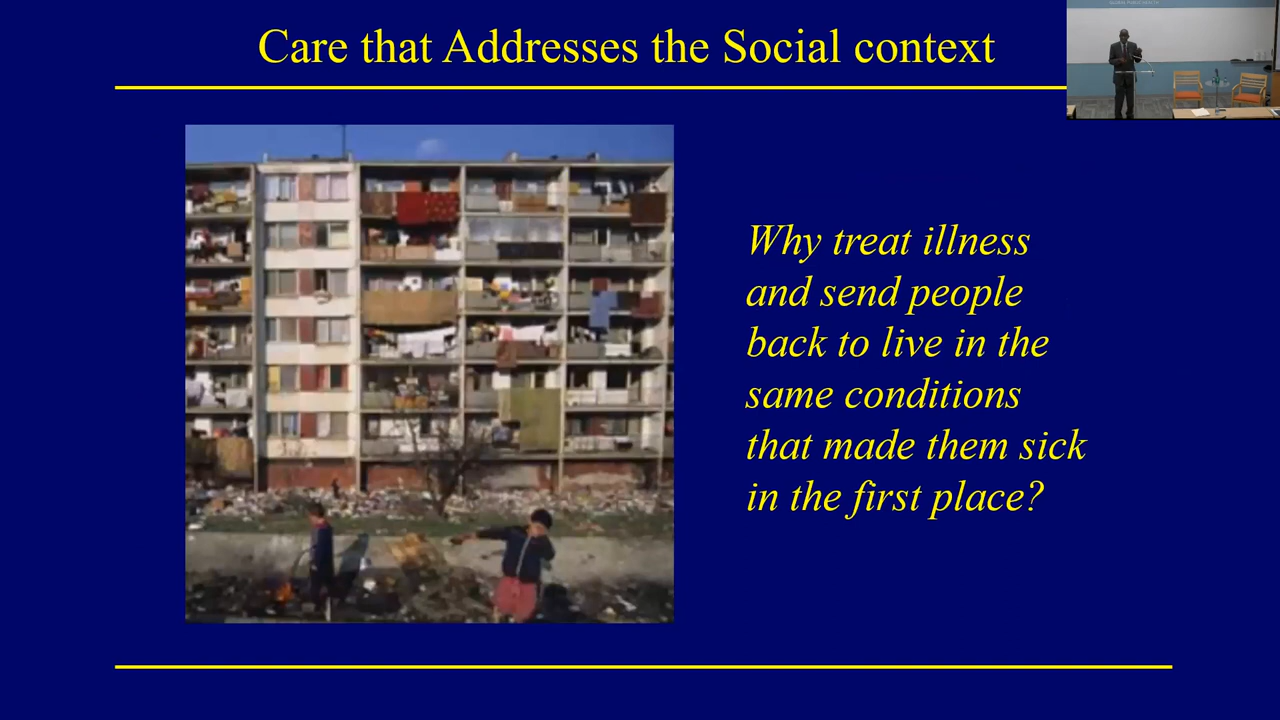 Care that Addresses the Social context
Why treat illness
and send people
back to live in the
same conditions
that made them sick
in the first place?